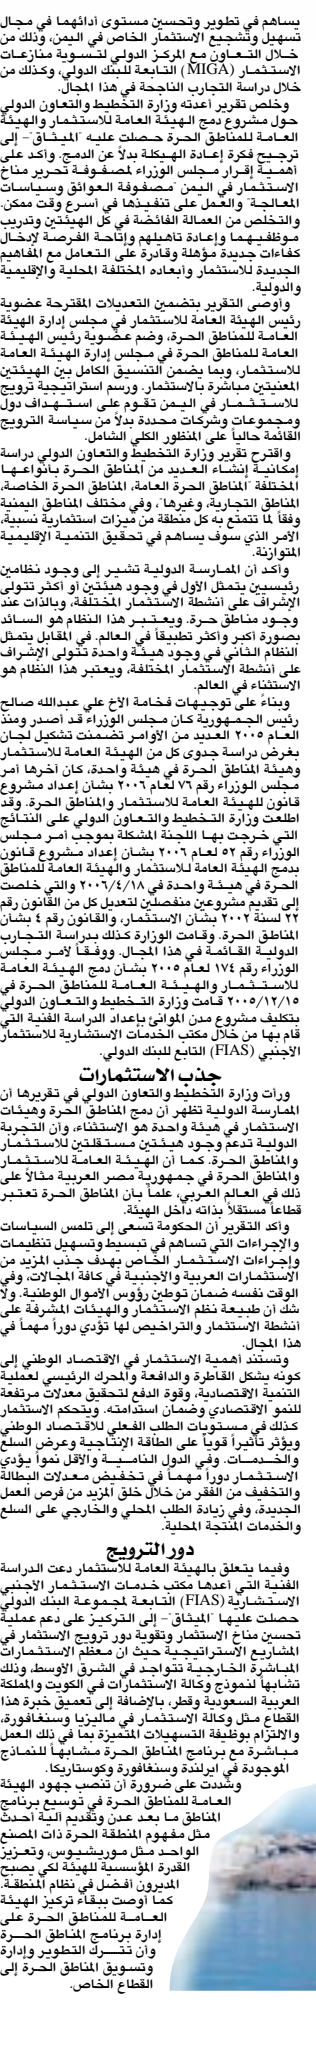 يساهم في تطوير وتحسين مستوى أدائهما في مجال
تسهيل وتشجيع الاستثمار الخاص في اليمن، وذلك من
خلال التعاون مع المركز الدولي لتسوية منازعات
الاستثمار (MIGA) التابعة للبنك الدولي، وكذلك من
خلال دراسة التجارب الناجحة في هذا المجال.
وخلص تقرير أعدته وزارة التخطيط والتعاون الدولي
حول مشروع دمج الهيئة العامة للاستثمار والهيئة
العامة للمناطق الحرة حصلت عليه "الميثاق"- إلى
ترجيح فكرة إعادة الهيكلة بدلاً عن الدمج. وأكد على
أهمية إقرار مجلس الوزراء لمصفوفة تحرير مناخ
الاستثمار في اليمن "مصفوفة العوائق وسياسات
المعالجة" والعمل على تنفيذها في أسرع وقت ممكن.
والتخلص من العمالة الفائضة في كل الهيئتين وتدريب
موظفيهما وإعادة تأهيلهم وإتاحة الفرصة لإدخال
كفاءات جديدة مؤهلة وقادرة على التعامل مع المفاهيم
الجديدة للاستثمار وأبعاده المختلفة المحلية والإقليمية
والدولية.
وأوصى التقرير بتضمين التعديلات المقترحة عضوية
رئيس الهيئة العامة للاستثمار في مجلس إدارة الهيئة
العامة للمناطق الحرة، وضم عضوية رئيس الهيئة
العامة للمناطق الحرة في مجلس إدارة الهيئة العامة
للاستثمار، وبما يضمن التنسيق الكامل بين الهيئتين
المعنيتين مباشرة بالاستثمار. ورسم استراتيجية ترويج
للاستثمار في اليمن تقوم على استهداف دول
ومجموعات وشركات محددة بدلاً من سياسة الترويج
القائمة حالياً على المنظور الكلي الشامل.
واقترح تقرير وزارة التخطيط والتعاون الدولي دراسة
إمكانية إنشاء العديد من المناطق الحرة بأنواعها
المختلفة "المناطق الحرة العامة، المناطق الحرة الخاصة،
المناطق التجارية، وغيرها"، وفي مختلف المناطق اليمنية
وفقاً لما تتمتع به كل منطقة من ميزات استثمارية نسبية،
الأمر الذي سوف يساهم في تحقيق التنمية الإقليمية
المتوازنة.
وأكد أن الممارسة الدولية تشير إلى وجود نظامين
رئيسيين يتمثل الأول في وجود هيئتين أو أكثر تتولى
الإشراف على أنشطة الاستثمار المختلفة، وبالذات عند
وجود مناطق حرة. ويعتبر هذا النظام هو السائد
بصورة أكبر وأكثر تطبيقاً في العالم. في المقابل يتمثل
النظام الثاني في وجود هيئة واحدة تتولى الإشراف
على أنشطة الاستثمار المختلفة، ويعتبر هذا النظام هو
الاستثناء في العالم.
وبناءً على توجيهات فخامة الأخ علي عبدالله صالح
رئيس الجمهورية كان مجلس الوزراء قد أصدر ومنذ
العام ٢٠٠٥ العديد من الأوامر تضمنت تشكيل لجان
بغرض دراسة جدوى كل من الهيئة العامة للاستثمار
وهيئة المناطق الحرة في هيئة واحدة، كان آخرها أمر
مجلس الوزراء رقم ٧٦ لعام ٢٠٠٦ بشأن إعداد مشروع
قانون للهيئة العامة للاستثمار والمناطق الحرة. وقد
اطلعت وزارة التخطيط والتعاون الدولي على النتائج
التي خرجت بها اللجنة المشكلة بموجب أمر مجلس
الوزراء رقم ٥٢ لعام ٢٠٠٦ بشأن إعداد مشروع قانون
بدمج الهيئة العامة للاستثمار والهيئة العامة للمناطق
الحرة في هيئة واحدة في ٢٠٠٦/٤/١٨ والتي خلصت
إلى تقديم مشروعين منفصلين لتعديل كل من القانون رقم
٢٢ لسنة ٢٠٠٢ بشأن الاستثمار، والقانون رقم ٤ بشأن
المناطق الحرة. وقامت الوزارة كذلك بدراسة التجارب
الدولية القائمة في هذا المجال. ووفقاً لأمر مجلس
الوزراء رقم ١٧٤ لعام ٢٠٠٥ بشأن دمج الهيئة العامة
للاستثمار والهيئة العامة للمناطق الحرة في
٢٠٠٥/١٢/١٥ قامت وزارة التخطيط والتعاون الدولي
بتكليف مشروع مدن الموانئ بإعداد الدراسة الفنية التي
قام بها من خلال مكتب الخدمات الاستشارية للاستثمار
الأجنبي (FIAS) التابع للبنك الدولي.
جذب الاستثمارات
ورأت وزارة التخطيط والتعاون الدولي في تقريرها أن
الممارسة الدولية تظهر أن دمج المناطق الحرة وهيئات
الاستثمار في هيئة واحدة هو الاستثناء، وأن التجربة
الدولية تدعم وجود هيئتين مستقلتين للاستثمار
والمناطق الحرة. كما أن الهيئة العامة للاستثمار
والمناطق الحرة في جمهورية مصر العربية مثالاً على
ذلك في العالم العربي، علماً بأن المناطق الحرة تعتبر
قطاعاً مستقلاً بذاته داخل الهيئة.
وأكد التقرير أن الحكومة تسعى إلى تلمس السياسات
والإجراءات التي تساهم في تبسيط وتسهيل تنظيمات
وإجراءات الاستثمار الخاص بهدف جذب المزيد من
الاستثمارات العربية والأجنبية في كافة المجالات، وفي
الوقت نفسه ضمان توطين رؤوس الأموال الوطنية. ولا
شك أن طبيعة نظم الاستثمار والهيئات المشرفة على
أنشطة الاستثمار والتراخيص لها تؤدي دوراً مهماً في
هذا المجال.
وتستند أهمية الاستثمار في الاقتصاد الوطني إلى
كونه يشكل القاطرة والدافعة والمحرك الرئيسي لعملية
التنمية الاقتصادية، وقوة الدفع لتحقيق معدلات مرتفعة
للنمو الاقتصادي وضمان استدامته. ويتحكم الاستثمار
كذلك في مستويات الطلب الفعلي للاقتصاد الوطني
ويؤثر تأثيراً قوياً على الطاقة الإنتاجية وعرض السلع
والخدمات. وفي الدول النامية والأقل نمواً يؤدي
الاستثمار دوراً مهماً في تخفيض معدلات البطالة
والتخفيف من الفقر من خلال خلق المزيد من فرص العمل
الجديدة، وفي زيادة الطلب المحلي والخارجي على السلع
والخدمات المنتجة المحلية.
دور الترويج
وفيما يتعلق بالهيئة العامة للاستثمار دعت الدراسة
الفنية التي أعدها مكتب خدمات الاستثمار الأجنبي
الاستشارية (FIAS) التابعة لمجموعة البنك الدولي
حصلت عليها "الميثاق"- إلى التركيز على دعم عملية
تحسين مناخ الاستثمار وتقوية دور ترويج الاستثمار في
المشاريع الاستراتيجية حيث ان معظم الاستثمارات
المباشرة الخارجية تتواجد في الشرق الأوسط، وذلك
تشابهاً لنموذج وكالة الاستثمارات في الكويت والمملكة
العربية السعودية وقطر، بالإضافة إلى تعميق خبرة هذا
القطاع مثل وكالة الاستثمار في ماليزيا وسنغافورة،
والالتزام بوظيفة التسهيلات المتميزة بما في ذلك العمل
مباشرة مع برنامج المناطق الحرة مشابهاً للنماذج
الموجودة في ايرلندة وسنغافورة وكوستاريكا.
وشددت على ضرورة أن تنصب جهود الهيئة
العامة للمناطق الحرة في توسيع برنامج
المناطق ما بعد عدن وتقديم آلية أحدث
مثل مفهوم المنطقة الحرة ذات المصنع
الواحد مثل موريشيوس، وتعزيز
القدرة المؤسسية للهيئة لكي يصبح
المديرون أفضل في نظام المنطقة.
كما أوصت ببقاء تركيز الهيئة
العامة للمناطق الحرة على
إدارة برنامج المناطق الحرة
وأن تترك التطوير وإدارة
وتسويق المناطق الحرة إلى
القطاع الخاص.